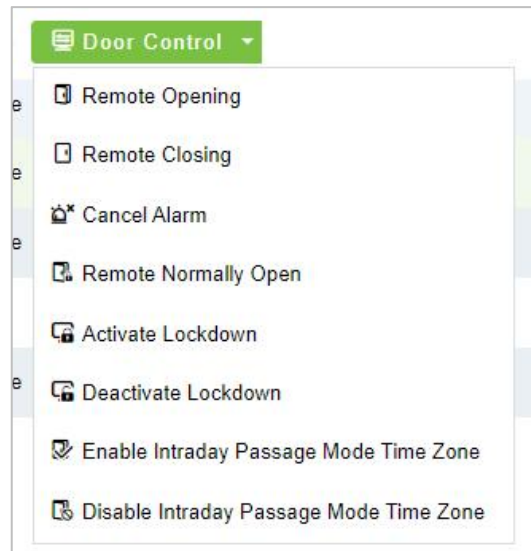 Door Control
e
Remote Opening
e
Remote Closing
e
Cancel Alarm
Remote Normally Open
Activate Lockdown
e
Deactivate Lockdown
Enable Intraday Passage Mode Time Zone
Disable Intraday Passage Mode Time Zone